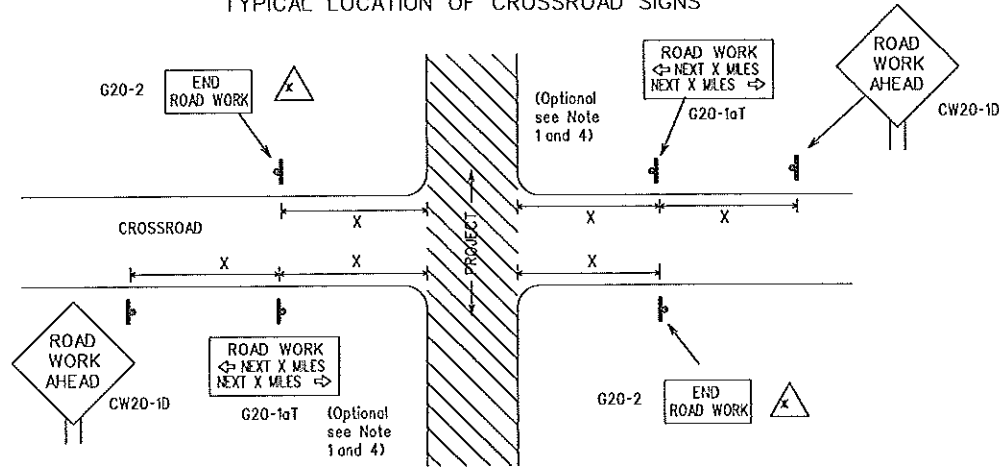 TYPICAL LOCATION OF CROSSROAD SIGNS
G20-2
END
ROAD WORK
X
(Optional
see Note
1 and 4)
ROAD WORK
⇦ NEXT X MILES
NEXT X MILES ⇨
G20-1aT
ROAD
WORK
AHEAD
CW20-1D
CROSSROAD
X
X
X
PROJECT
X
X
X
ROAD
WORK
AHEAD
CW20-1D
ROAD WORK
⇦ NEXT X MILES
NEXT X MILES ⇨
G20-1aT
(Optional
see Note
1 and 4)
G20-2
END
ROAD WORK
X